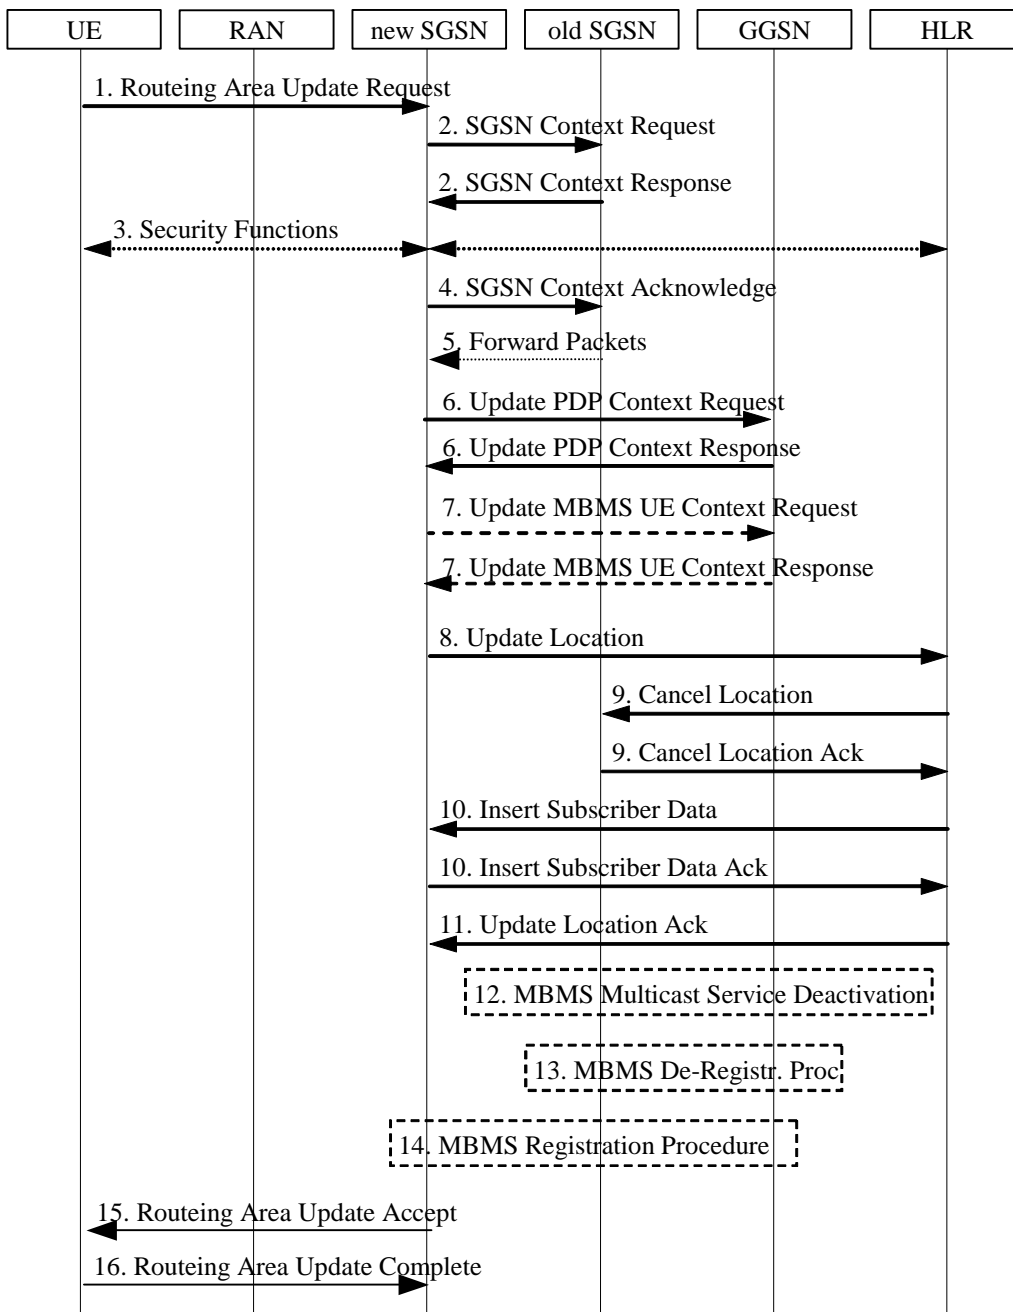 UE RAN new SGSN old SGSN GGSN HLR
1. Routeing Area Update Request
2. SGSN Context Request
2. SGSN Context Response
3. Security Functions
4. SGSN Context Acknowledge
5. Forward Packets
6. Update PDP Context Request
6. Update PDP Context Response
7. Update MBMS UE Context Request
7. Update MBMS UE Context Response
8. Update Location
9. Cancel Location
9. Cancel Location Ack
10. Insert Subscriber Data
10. Insert Subscriber Data Ack
11. Update Location Ack
12. MBMS Multicast Service Deactivation
13. MBMS De-Registr. Proc
14. MBMS Registration Procedure
15. Routeing Area Update Accept
16. Routeing Area Update Complete